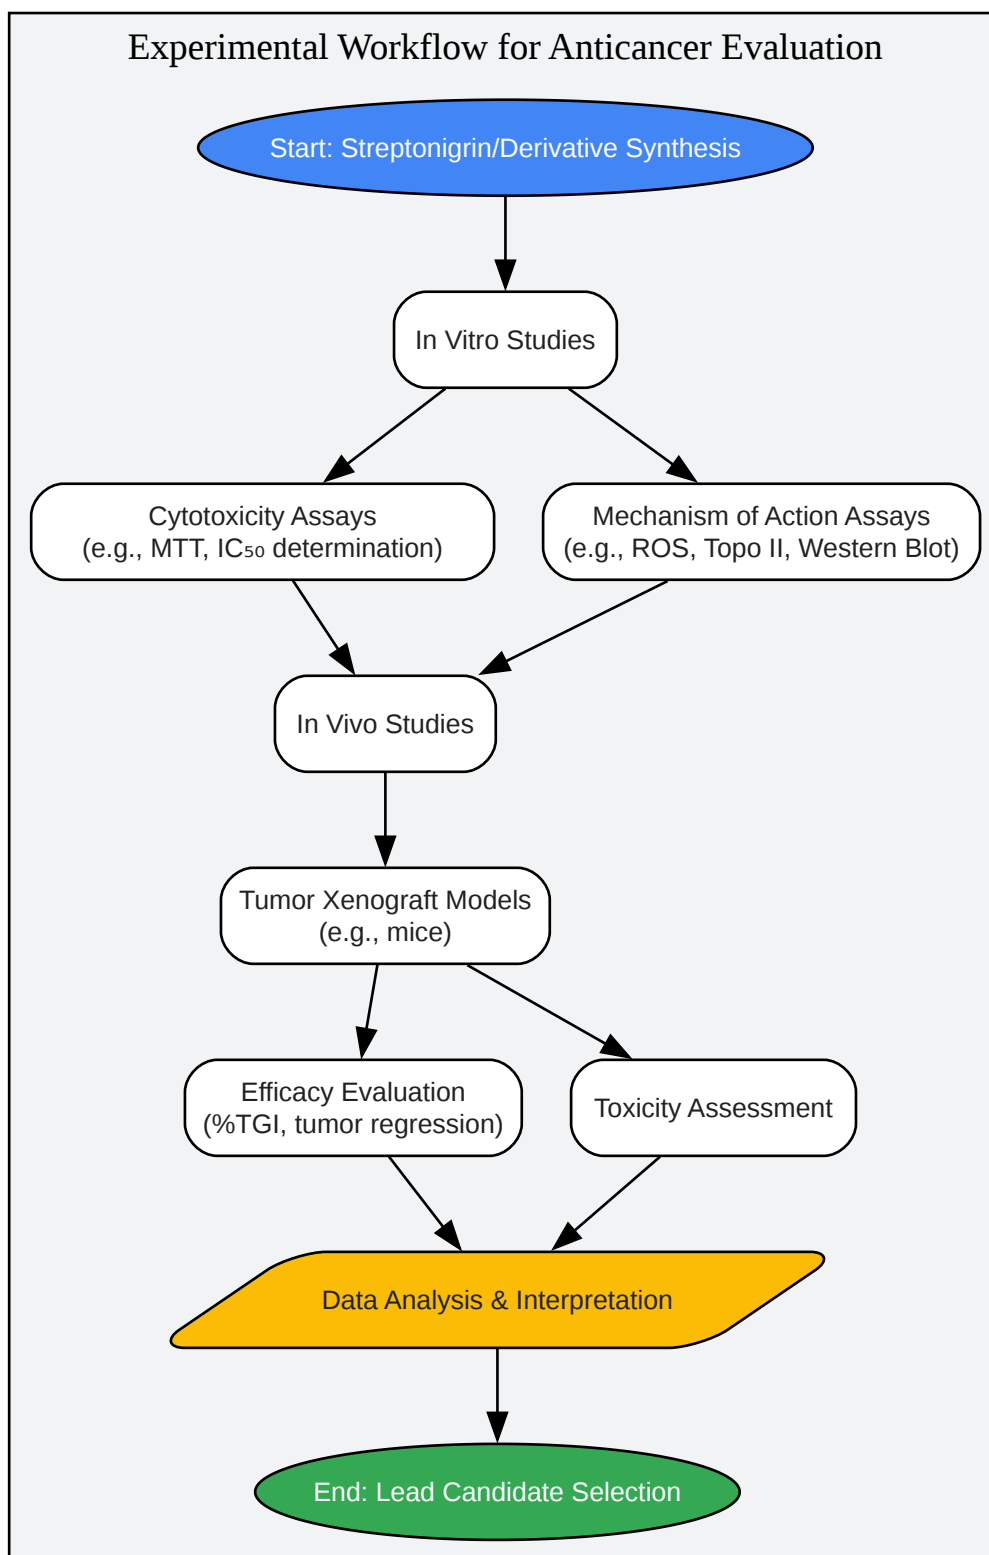 Experimental Workflow for Anticancer Evaluation
Start: Streptonigrin/Derivative Synthesis
In Vitro Studies
Cytotoxicity Assays
(e.g., MTT, IC₅₀ determination)
Mechanism of Action Assays
(e.g., ROS, Topo II, Western Blot)
In Vivo Studies
Tumor Xenograft Models
(e.g., mice)
Efficacy Evaluation
(%TGI, tumor regression)
Toxicity Assessment
Data Analysis & Interpretation
End: Lead Candidate Selection